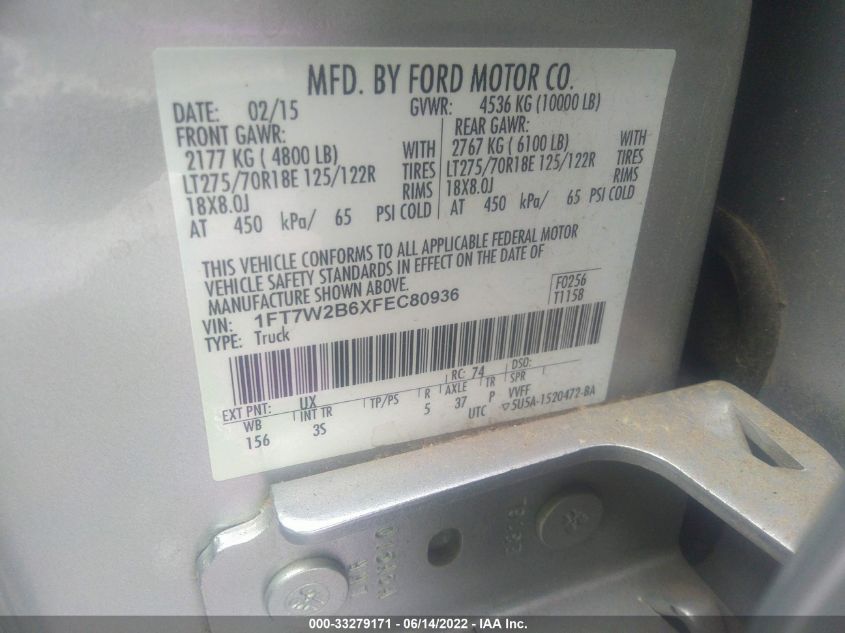 MFD. BY FORD MOTOR CO.
DATE: 02/15 GVWR: 4536 KG (10000 LB)
FRONT GAWR: REAR GAWR:
2177 KG ( 4800 LB) WITH 2767 KG ( 6100 LB) WITH
LT275/70R18E 125/122R TIRES LT275/70R18E 125/122R TIRES
18X8.0J RIMS 18X8.0J RIMS
AT 450 kPa/ 65 PSI COLD AT 450 kPa/ 65 PSI COLD
THIS VEHICLE CONFORMS TO ALL APPLICABLE FEDERAL MOTOR
VEHICLE SAFETY STANDARDS IN EFFECT ON THE DATE OF
MANUFACTURE SHOWN ABOVE.
F0256
VIN: 1FT7W2B6XFEC80936 T1158
TYPE: Truck
EXT PNT: UX RC: 74 DSO:
WB INT TR TP/PS R AXLE TR SPR
156 3S 5 37 P VVFF
UTC ▽5U5A-1520472-BA
000-33279171 - 06/14/2022 - IAA Inc.